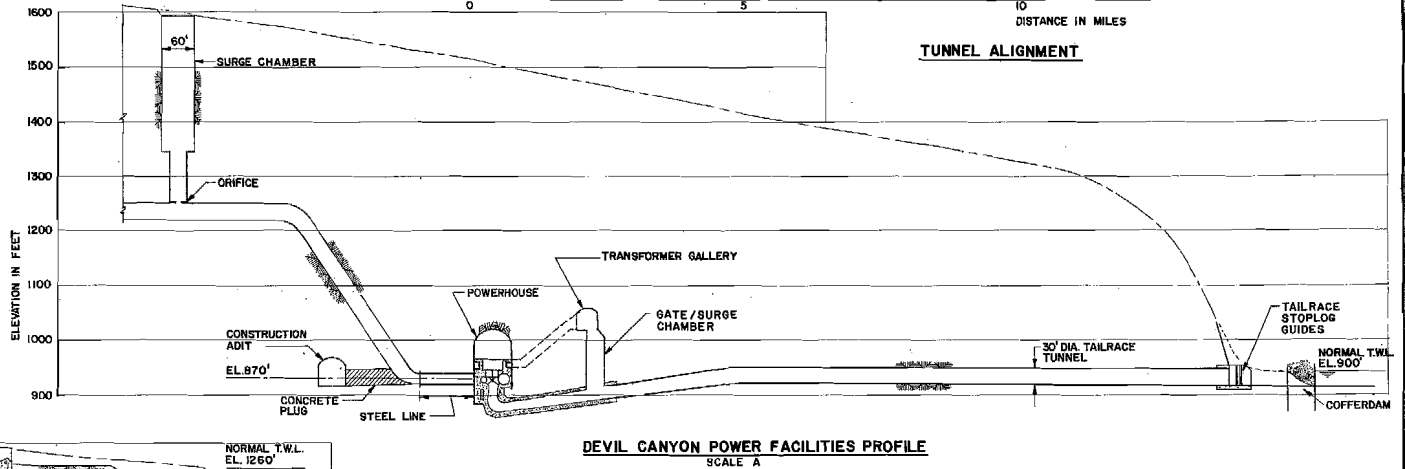 0
5
10
DISTANCE IN MILES
TUNNEL ALIGNMENT
1600
60'
SURGE CHAMBER
1500
1400
1300
ORIFICE
1200
ELEVATION IN FEET
TRANSFORMER GALLERY
1100
POWERHOUSE
GATE/SURGE
CHAMBER
TAILRACE
STOPLOG
GUIDES
CONSTRUCTION
ADIT
1000
30' DIA. TAILRACE
TUNNEL
NORMAL T.W.L.
EL.900'
EL.870'
900
CONCRETE
PLUG
STEEL LINE
COFFERDAM
DEVIL CANYON POWER FACILITIES PROFILE
SCALE A
NORMAL T.W.L.
EL. 1260'